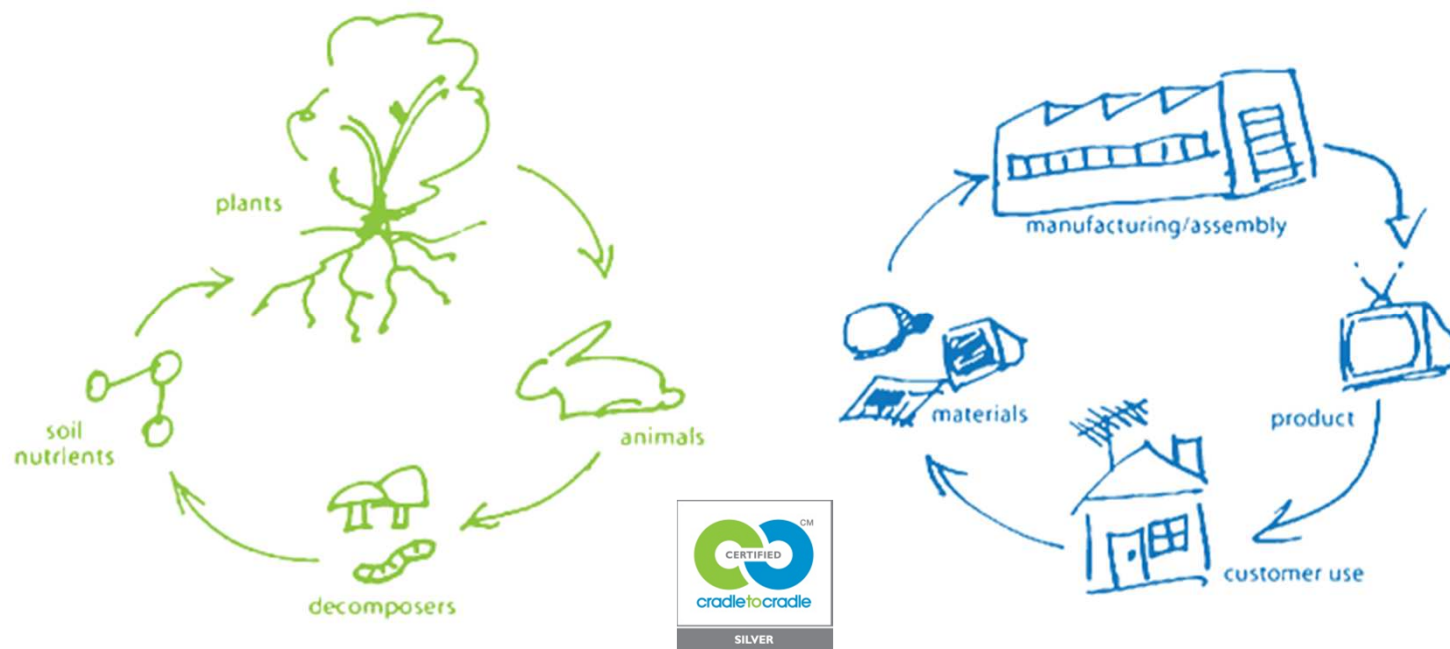 plants
soil
nutrients
animals
decomposers
manufacturing/assembly
materials
product
customer use
CERTIFIED
CM
cradletocradle
SILVER